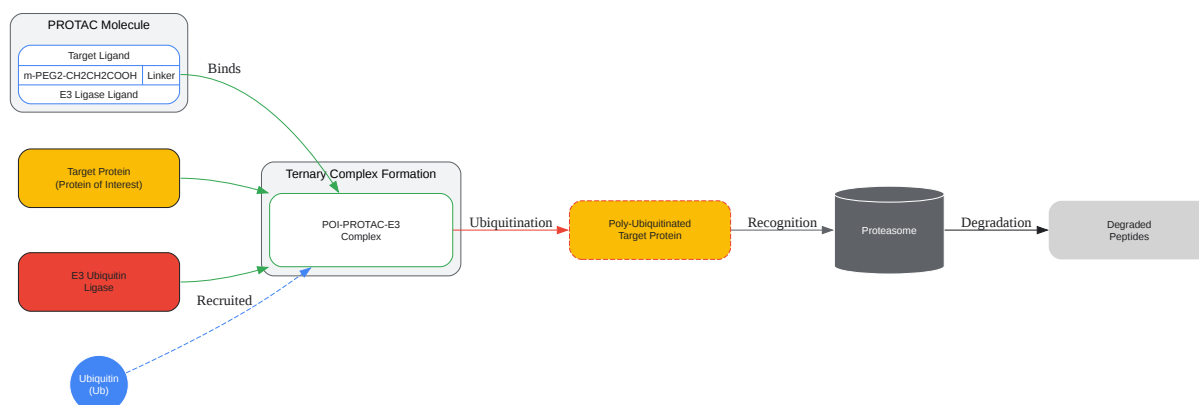 PROTAC Molecule
Target Ligand
m-PEG2-CH2CH2COOH
Linker
E3 Ligase Ligand
Binds
Target Protein
(Protein of Interest)
Ternary Complex Formation
POI-PROTAC-E3
Complex
Ubiquitination
Poly-Ubiquitinated
Target Protein
Recognition
Proteasome
Degradation
Degraded
Peptides
E3 Ubiquitin
Ligase
Recruited
Ubiquitin
(Ub)